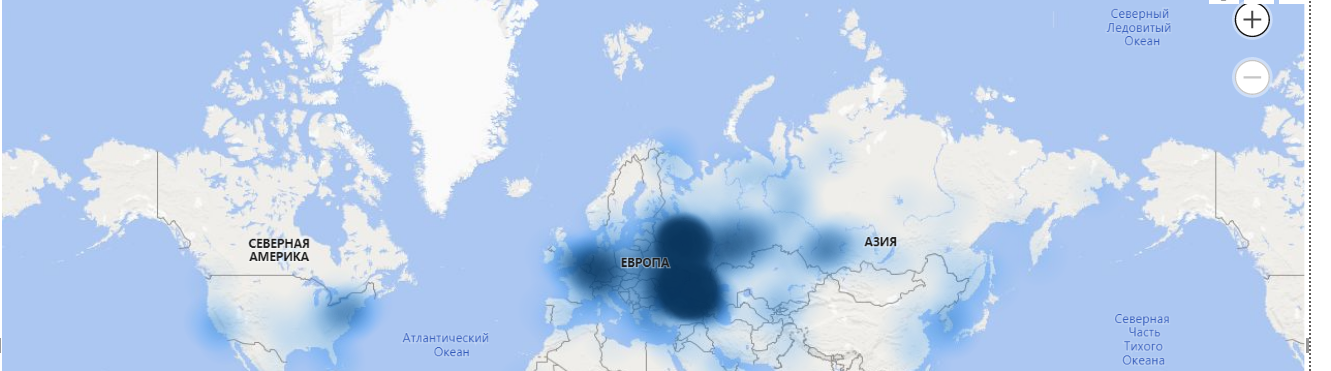 Северный
Ледовитый
Океан
СЕВЕРНАЯ
АМЕРИКА
ЕВРОПА
АЗИЯ
Атлантический
Океан
Северная
Часть
Тихого
Океана